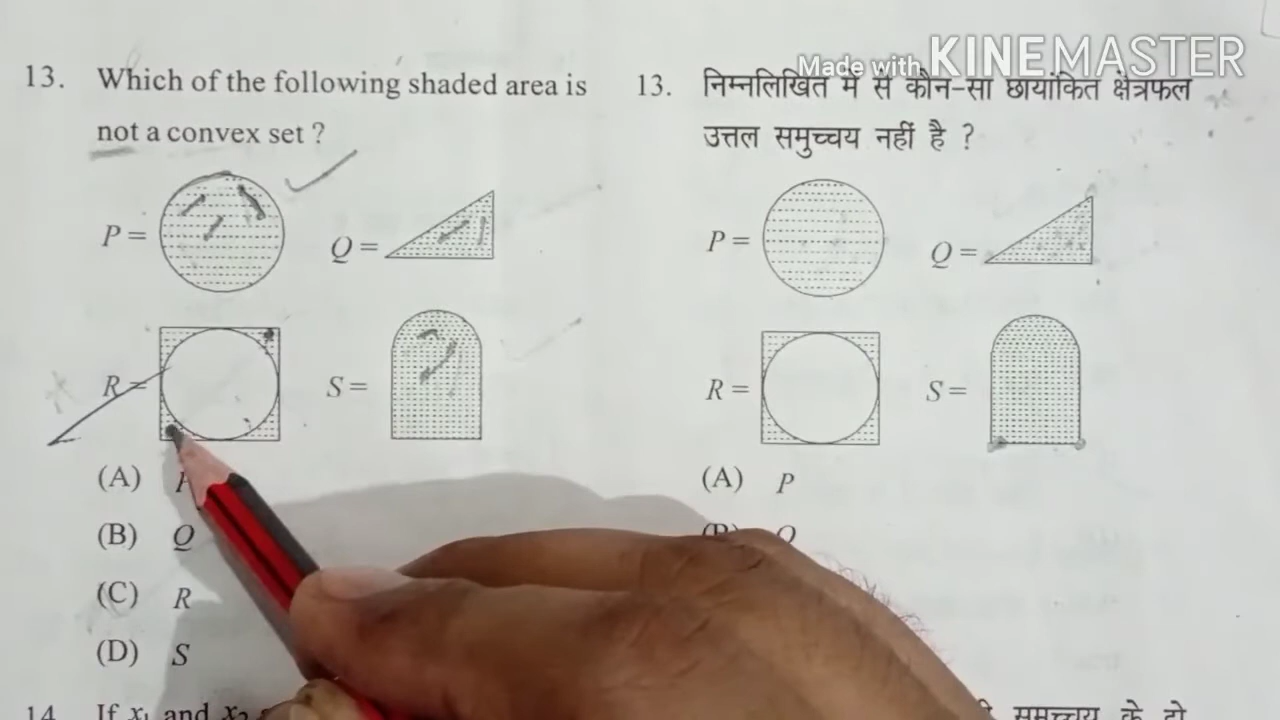 Made with KINEMASTER
13. Which of the following shaded area is
not a convex set ?
P =
Q =
R =
S =
(A)
(B) Q
(C) R
(D) S
14 If x₁ and x₂
13. निम्नलिखित में से कौन-सा छायांकित क्षेत्रफल
उत्तल समुच्चय नहीं है ?
P =
Q =
R =
S =
(A) P
(B) Q
समुच्चय के दो